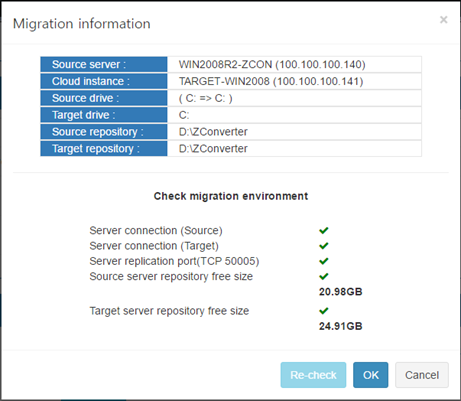 Migration information ×
Source server : WIN2008R2-ZCON (100.100.100.140)
Cloud instance : TARGET-WIN2008 (100.100.100.141)
Source drive : ( C: => C: )
Target drive : C:
Source repository : D:\ZConverter
Target repository : D:\ZConverter
Check migration environment
Server connection (Source) ✔
Server connection (Target) ✔
Server replication port(TCP 50005) ✔
Source server repository free size ✔
20.98GB
Target server repository free size ✔
24.91GB
Re-check OK Cancel